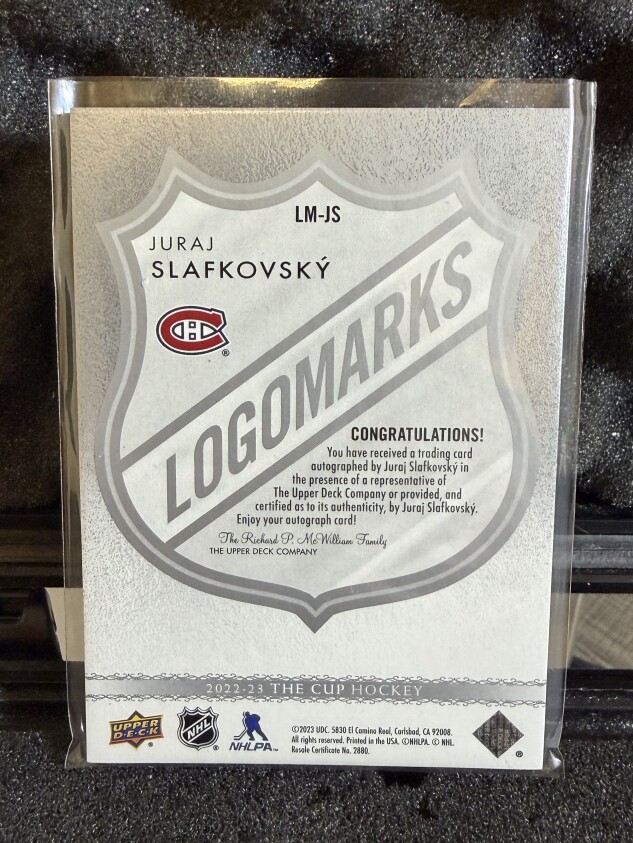 LM-JS
JURAJ
SLAFKOVSKÝ
CH
®
LOGOMARKS
CONGRATULATIONS!
You have received a trading card
autographed by Juraj Slafkovský in
the presence of a representative of
The Upper Deck Company or provided, and
certified as to its authenticity, by Juraj Slafkovský.
Enjoy your autograph card!
The Richard P. McWilliam Family
THE UPPER DECK COMPANY
2022-23 THE CUP HOCKEY
UPPER
D·E·C·K
®
NHL
®
NHLPA™
©2023 UDC. 5830 El Camino Real, Carlsbad, CA 92008.
All rights reserved. Printed in the USA. ©NHLPA. © NHL.
Resale Certificate No. 2880.
®